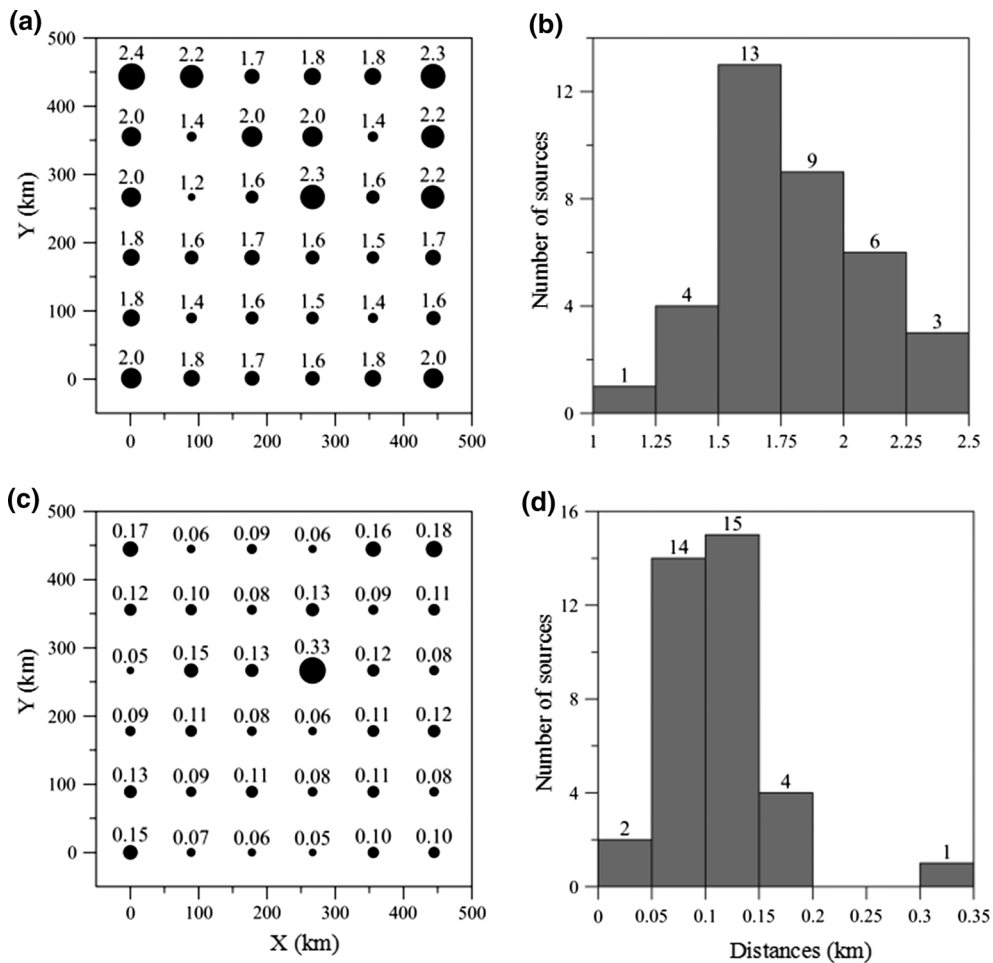 (a)
500
400
300
200
100
0
Y (km)
2.4 2.2 1.7 1.8 1.8 2.3
2.0 1.4 2.0 2.0 1.4 2.2
2.0 1.2 1.6 2.3 1.6 2.2
1.8 1.6 1.7 1.6 1.5 1.7
1.8 1.4 1.6 1.5 1.4 1.6
2.0 1.8 1.7 1.6 1.8 2.0
0 100 200 300 400 500
(b)
Number of sources
12
8
4
0
1 4 13 9 6 3
1 1.25 1.5 1.75 2 2.25 2.5
(c)
500
400
300
200
100
0
Y (km)
0.17 0.06 0.09 0.06 0.16 0.18
0.12 0.10 0.08 0.13 0.09 0.11
0.05 0.15 0.13 0.33 0.12 0.08
0.09 0.11 0.08 0.06 0.11 0.12
0.13 0.09 0.11 0.08 0.11 0.08
0.15 0.07 0.06 0.05 0.10 0.10
0 100 200 300 400 500
X (km)
(d)
Number of sources
16
12
8
4
0
2 14 15 4 1
0 0.05 0.1 0.15 0.2 0.25 0.3 0.35
Distances (km)